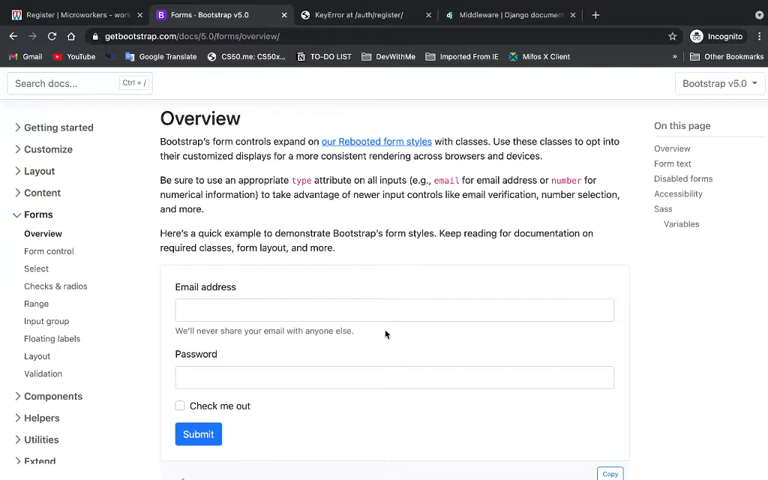 Register | Microworkers - work
Forms · Bootstrap v5.0
KeyError at /auth/register/
Middleware | Django document
getbootstrap.com/docs/5.0/forms/overview/
Incognito
Gmail
YouTube
Google Translate
CS50.me: CS50x...
TO-DO LIST
DevWithMe
Imported From IE
Mifos X Client
»
Other Bookmarks
Search docs...
Ctrl + /
Bootstrap v5.0
Getting started
Customize
Layout
Content
Forms
Overview
Form control
Select
Checks & radios
Range
Input group
Floating labels
Layout
Validation
Components
Helpers
Utilities
Extend
Overview
Bootstrap's form controls expand on our Rebooted form styles with classes. Use these classes to opt into
their customized displays for a more consistent rendering across browsers and devices.
Be sure to use an appropriate type attribute on all inputs (e.g., email for email address or number for
numerical information) to take advantage of newer input controls like email verification, number selection,
and more.
Here's a quick example to demonstrate Bootstrap's form styles. Keep reading for documentation on
required classes, form layout, and more.
Email address
We'll never share your email with anyone else.
Password
Check me out
Submit
Copy
On this page
Overview
Form text
Disabled forms
Accessibility
Sass
Variables